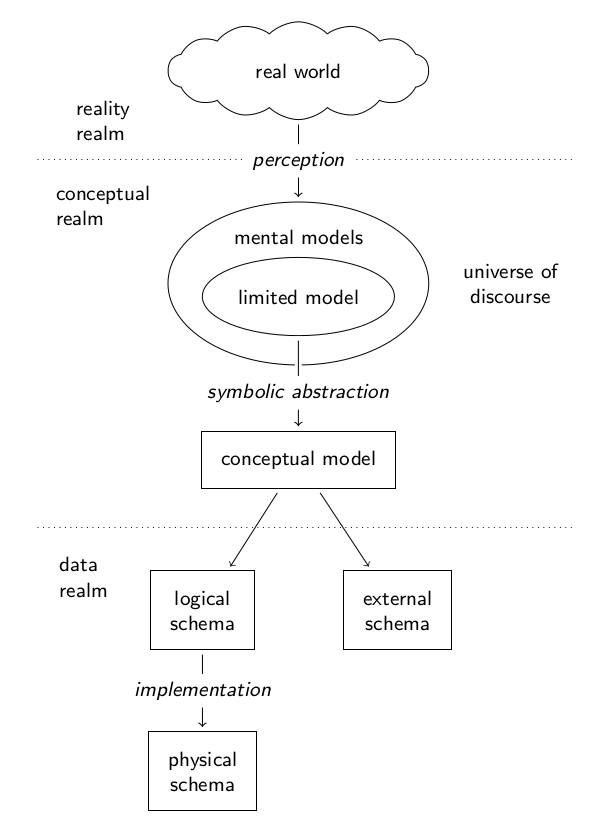 real world
reality
realm
perception
conceptual
realm
mental models
universe of
discourse
limited model
symbolic abstraction
conceptual model
data
realm
logical
schema
external
schema
implementation
physical
schema